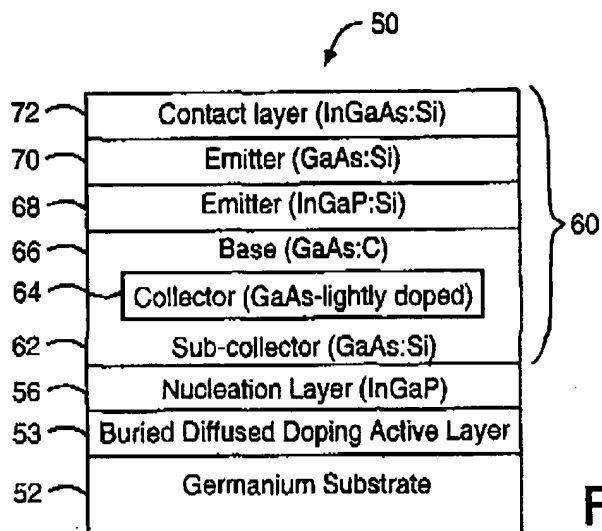 50
72 Contact layer (InGaAs:Si)
70 Emitter (GaAs:Si)
68 Emitter (InGaP:Si)
60
66 Base (GaAs:C)
64 Collector (GaAs-lightly doped)
62 Sub-collector (GaAs:Si)
56 Nucleation Layer (InGaP)
53 Buried Diffused Doping Active Layer
52 Germanium Substrate
F